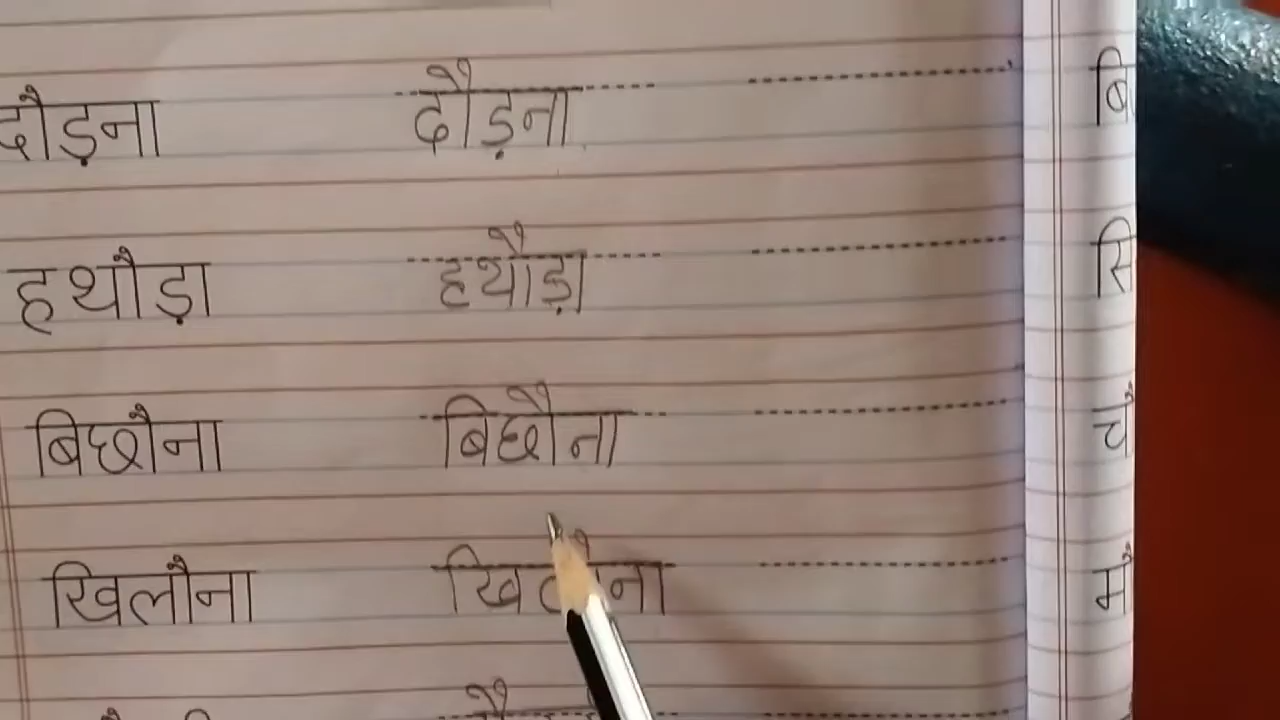 दौड़ना दौड़ना बि
हथौड़ा हथौड़ा सि
बिछौना बिछौना चु
खिलौना खिलौना